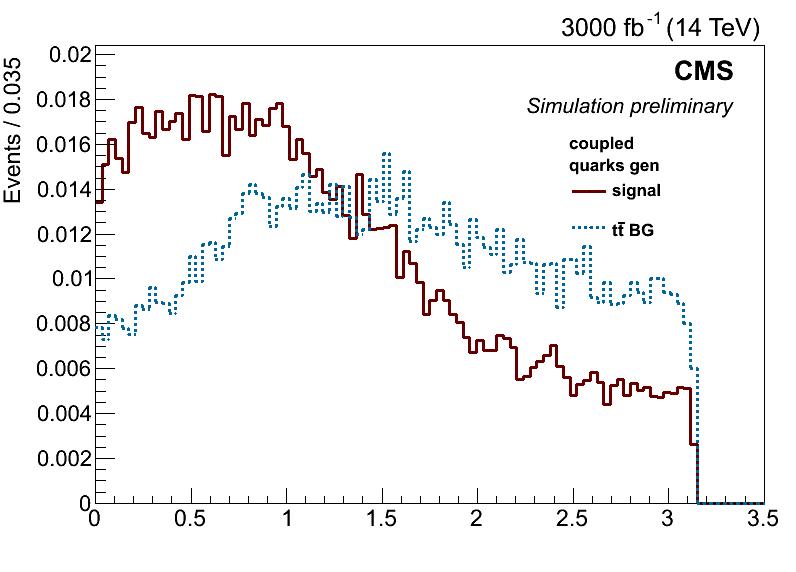 3000 fb⁻¹ (14 TeV)
CMS
Simulation preliminary
coupled
quarks gen
signal
tt̄ BG
Events / 0.035
0.02
0.018
0.016
0.014
0.012
0.01
0.008
0.006
0.004
0.002
0
0 0.5 1 1.5 2 2.5 3 3.5